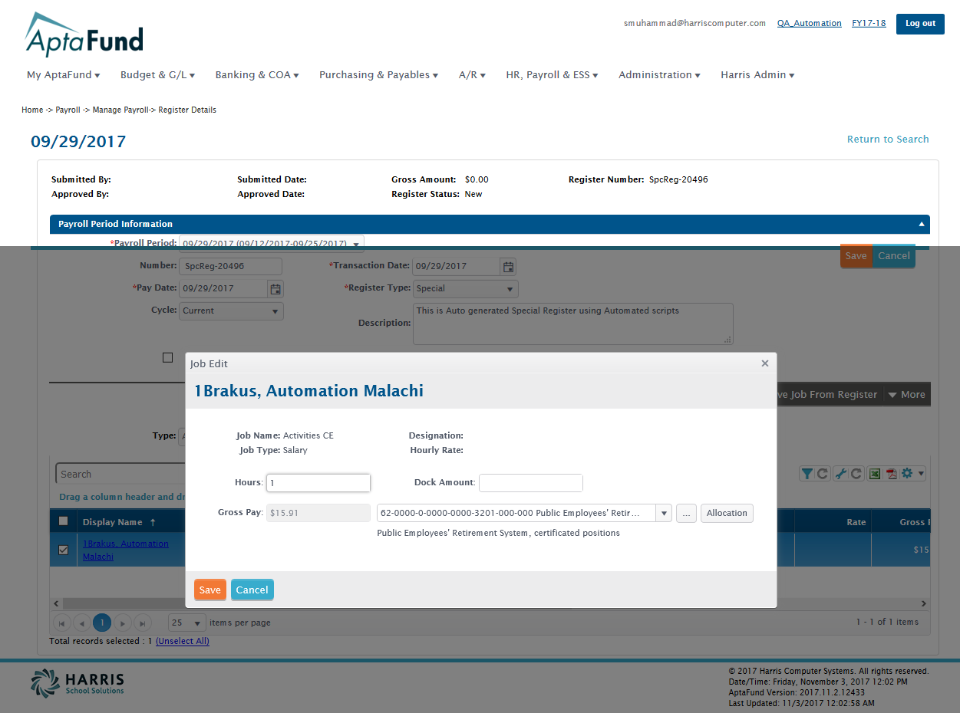 AptaFund
smuhammad@harriscomputer.com QA_Automation FY17-18 Log out
My AptaFund Budget & G/L Banking & COA Purchasing & Payables A/R HR, Payroll & ESS Administration Harris Admin
Home -> Payroll -> Manage Payroll-> Register Details
09/29/2017 Return to Search
Submitted By: Submitted Date: Gross Amount: $0.00 Register Number: SpcReg-20496
Approved By: Approved Date: Register Status: New
Payroll Period Information
*Payroll Period: 09/29/2017 (09/12/2017-09/25/2017)
Save Cancel
Number: SpcReg-20496 *Transaction Date: 09/29/2017
*Pay Date: 09/29/2017 *Register Type: Special
Cycle: Current Description: This is Auto generated Special Register using Automated scripts
Job Edit
1Brakus, Automation Malachi
ve Job From Register More
Job Name: Activities CE Designation:
Job Type: Salary Hourly Rate:
Type:
Search
Hours: 1 Dock Amount:
Drag a column header and dr
Gross Pay: $15.91 62-0000-0-0000-0000-3201-000-000 Public Employees' Retir... ... Allocation
Display Name ↑ Rate Gross
Public Employees' Retirement System, certificated positions
1Brakus, Automation Malachi $15
Save Cancel
1 25 items per page 1 - 1 of 1 items
Total records selected : 1 (Unselect All)
HARRIS
School Solutions
© 2017 Harris Computer Systems. All rights reserved.
Date/Time: Friday, November 3, 2017 12:02 PM
AptaFund Version: 2017.11.2.12433
Last Updated: 11/3/2017 12:02:58 AM